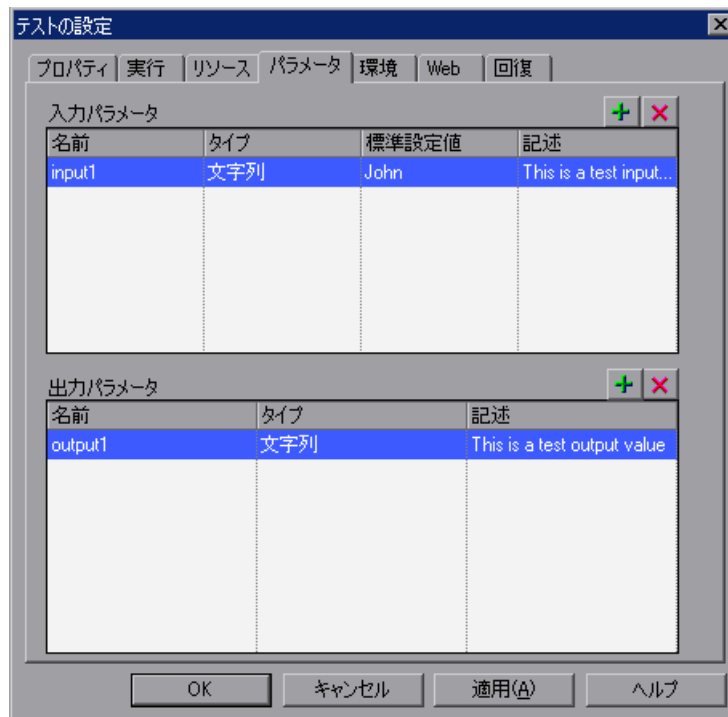 テストの設定
プロパティ 実行 リソース パラメータ 環境 Web 回復
入力パラメータ
名前 タイプ 標準設定値 記述
input1 文字列 John This is a test input...
出力パラメータ
名前 タイプ 記述
output1 文字列 This is a test output value
OK キャンセル 適用(A) ヘルプ